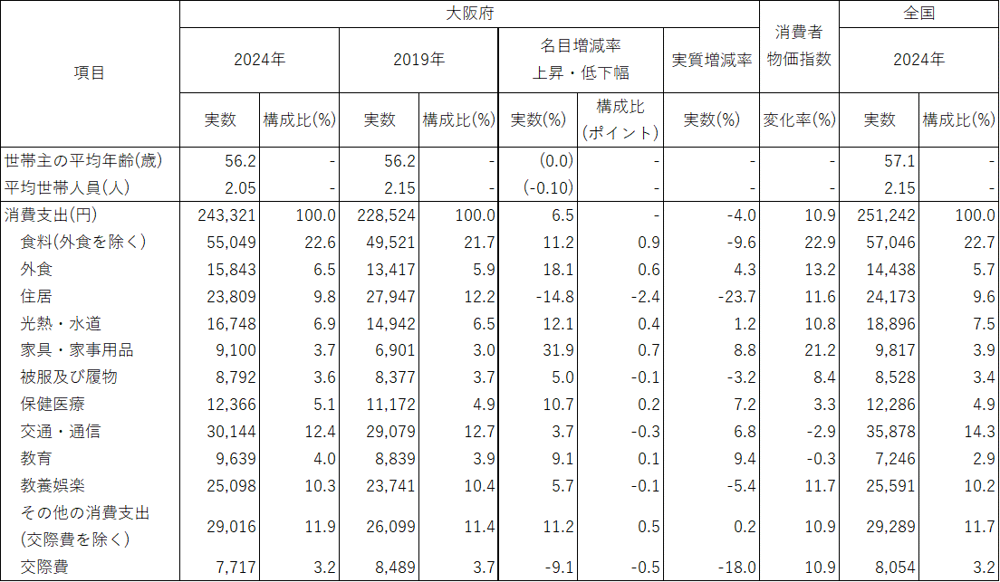 大阪府
全国
項目
2024年
2019年
名目増減率
上昇・低下幅
実質増減率
消費者
物価指数
2024年
実数
構成比(%)
実数
構成比(%)
実数(%)
構成比
(ポイント)
実数(%)
変化率(%)
実数
構成比(%)
世帯主の平均年齢(歳) 56.2 - 56.2 - (0.0) - - - 57.1 -
平均世帯人員(人) 2.05 - 2.15 - (-0.10) - - - 2.15 -
消費支出(円) 243,321 100.0 228,524 100.0 6.5 - -4.0 10.9 251,242 100.0
食料(外食を除く) 55,049 22.6 49,521 21.7 11.2 0.9 -9.6 22.9 57,046 22.7
外食 15,843 6.5 13,417 5.9 18.1 0.6 4.3 13.2 14,438 5.7
住居 23,809 9.8 27,947 12.2 -14.8 -2.4 -23.7 11.6 24,173 9.6
光熱・水道 16,748 6.9 14,942 6.5 12.1 0.4 1.2 10.8 18,896 7.5
家具・家事用品 9,100 3.7 6,901 3.0 31.9 0.7 8.8 21.2 9,817 3.9
被服及び履物 8,792 3.6 8,377 3.7 5.0 -0.1 -3.2 8.4 8,528 3.4
保健医療 12,366 5.1 11,172 4.9 10.7 0.2 7.2 3.3 12,286 4.9
交通・通信 30,144 12.4 29,079 12.7 3.7 -0.3 6.8 -2.9 35,878 14.3
教育 9,639 4.0 8,839 3.9 9.1 0.1 9.4 -0.3 7,246 2.9
教養娯楽 25,098 10.3 23,741 10.4 5.7 -0.1 -5.4 11.7 25,591 10.2
その他の消費支出
(交際費を除く) 29,016 11.9 26,099 11.4 11.2 0.5 0.2 10.9 29,289 11.7
交際費 7,717 3.2 8,489 3.7 -9.1 -0.5 -18.0 10.9 8,054 3.2